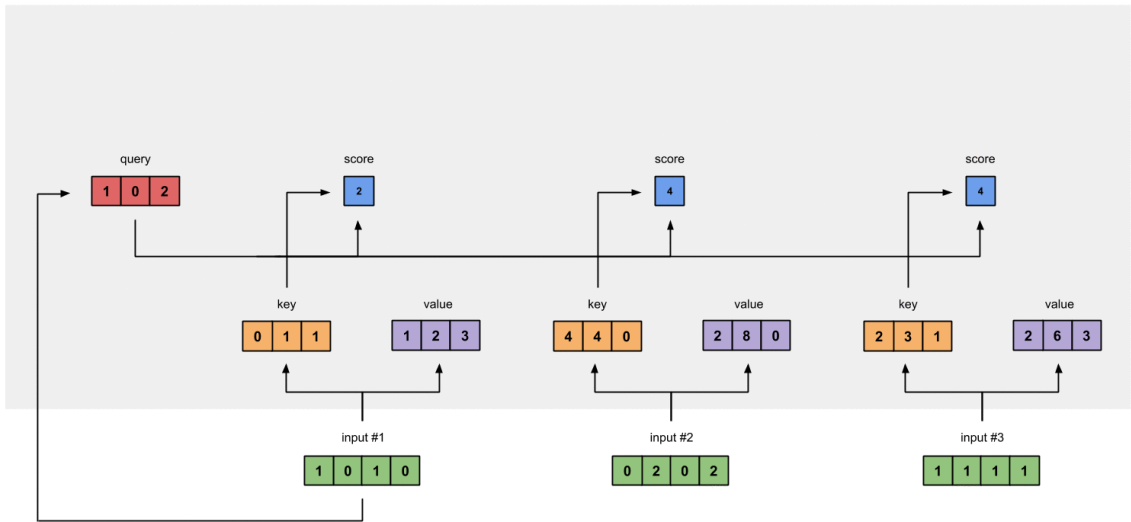 query score score score
1 0 2 2 4 4
key value key value key value
0 1 1 1 2 3 4 4 0 2 8 0 2 3 1 2 6 3
input #1 input #2 input #3
1 0 1 0 0 2 0 2 1 1 1 1